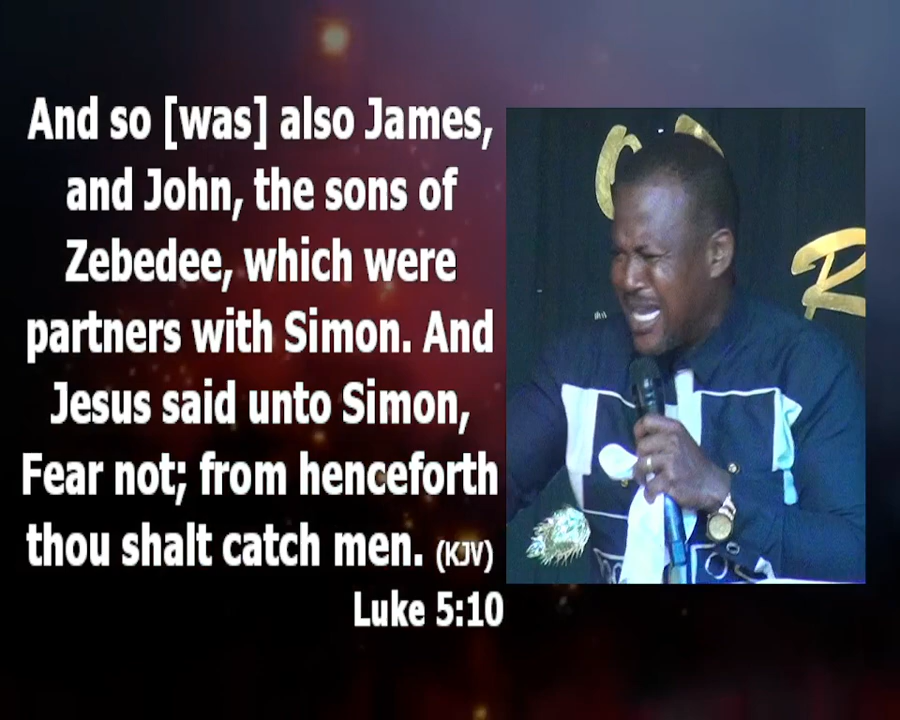 And so [was] also James,
and John, the sons of
Zebedee, which were
partners with Simon. And
Jesus said unto Simon,
Fear not; from henceforth
thou shalt catch men. (KJV)
Luke 5:10
R